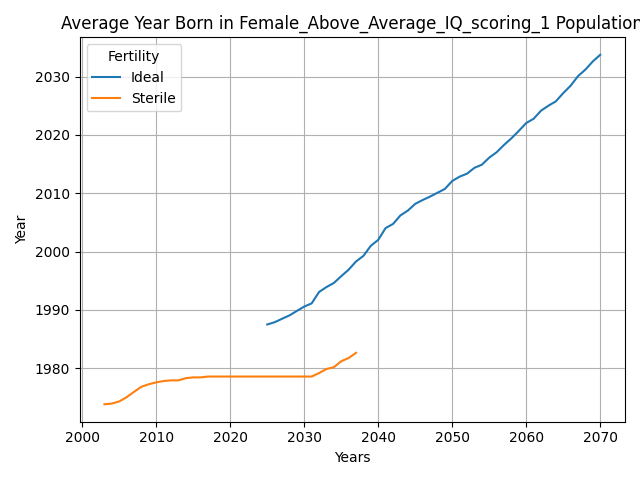 Average Year Born in Female_Above_Average_IQ_scoring_1 Population
Fertility
Ideal
Sterile
Year
2030
2020
2010
2000
1990
1980
2000 2010 2020 2030 2040 2050 2060 2070
Years